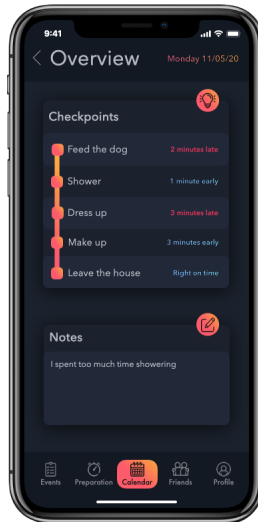 9:41
Overview Monday 11/05/20
Checkpoints
Feed the dog 2 minutes late
Shower 1 minute early
Dress up 3 minutes late
Make up 3 minutes early
Leave the house Right on time
Notes
I spent too much time showering
Events Preparation Calendar Friends Profile